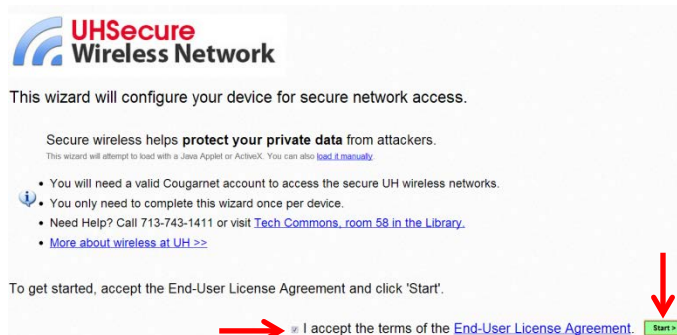 UHSecure
Wireless Network
This wizard will configure your device for secure network access.
Secure wireless helps protect your private data from attackers.
This wizard will attempt to load with a Java Applet or ActiveX. You can also load it manually.
• You will need a valid Cougarnet account to access the secure UH wireless networks.
• You only need to complete this wizard once per device.
• Need Help? Call 713-743-1411 or visit Tech Commons, room 58 in the Library.
• More about wireless at UH >>
To get started, accept the End-User License Agreement and click 'Start'.
I accept the terms of the End-User License Agreement. Start >